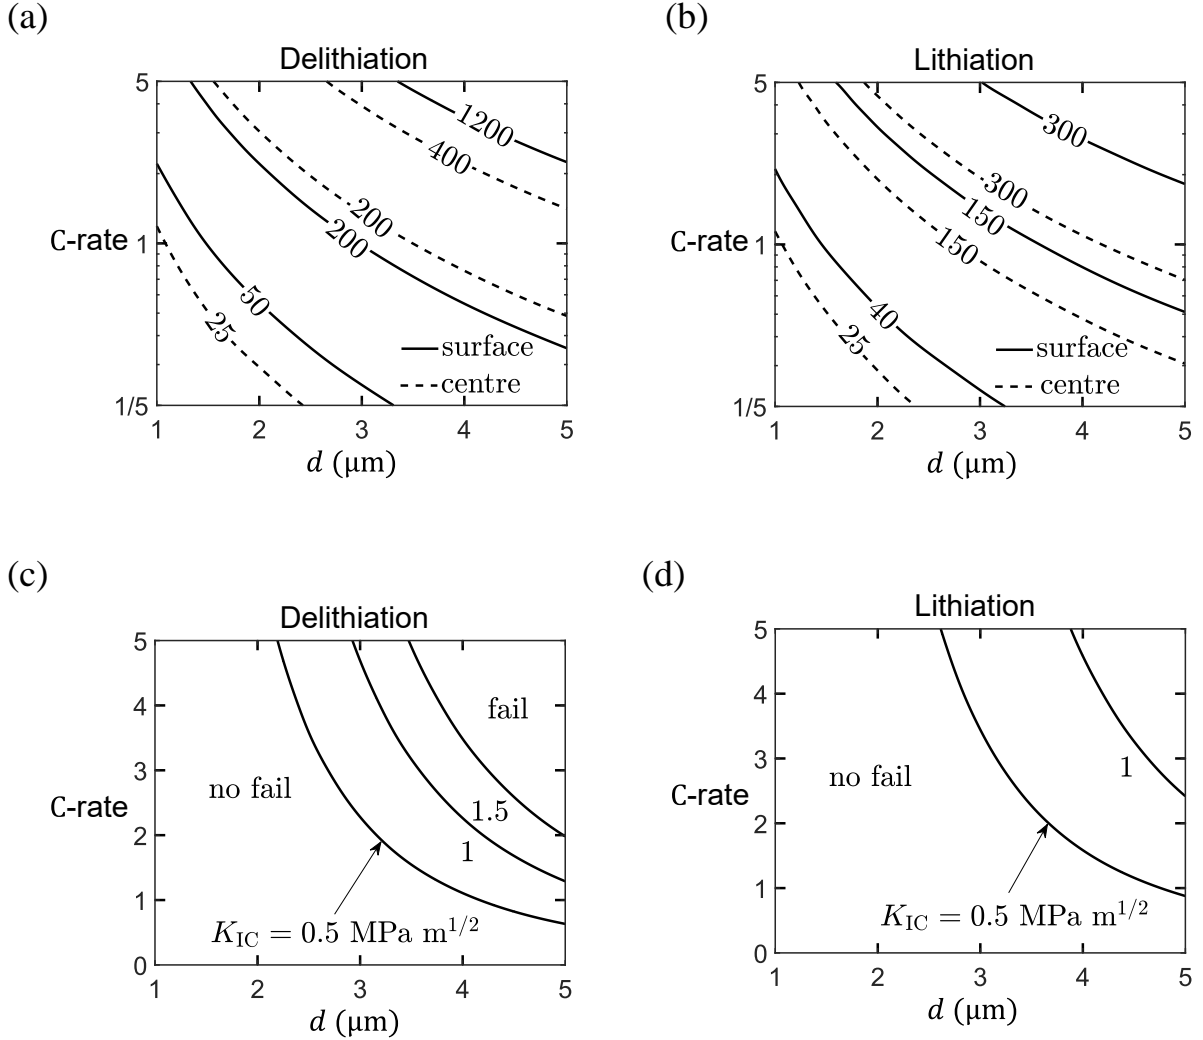 (a)
Delithiation
5
1200
400
200
200
C-rate
1
50
25
surface
centre
1/5
1 2 3 4 5
d (μm)
(b)
Lithiation
5
300
300
150
150
C-rate
1
40
25
surface
centre
1/5
1 2 3 4 5
d (μm)
(c)
Delithiation
5
4
fail
3
no fail
C-rate
1.5
2
1
1
K_IC = 0.5 MPa m^1/2
0
1 2 3 4 5
d (μm)
(d)
Lithiation
5
4
3
no fail
1
C-rate
2
1
K_IC = 0.5 MPa m^1/2
0
1 2 3 4 5
d (μm)